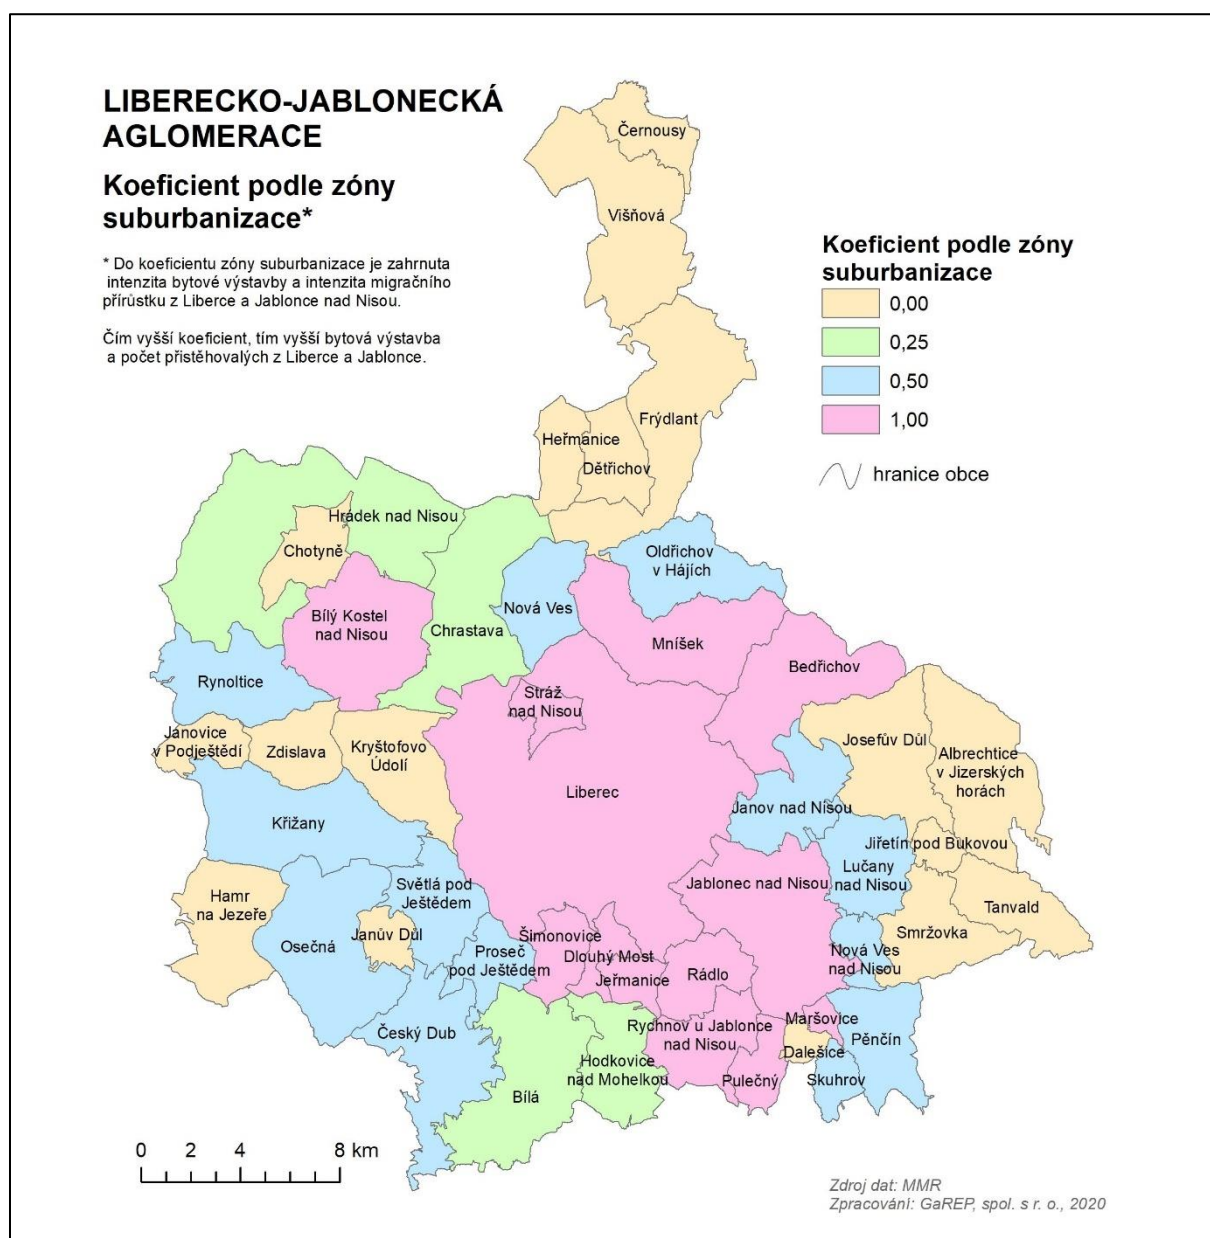 LIBERECKO-JABLONECKÁ
AGLOMERACE
Koeficient podle zóny
suburbanizace*
* Do koeficientu zóny suburbanizace je zahrnuta
intenzita bytové výstavby a intenzita migračního
přírůstku z Liberce a Jablonce nad Nisou.
Čím vyšší koeficient, tím vyšší bytová výstavba
a počet přistěhovalých z Liberce a Jablonce.
Koeficient podle zóny
suburbanizace
0,00
0,25
0,50
1,00
hranice obce
Černousy
Višňová
Frýdlant
Heřmanice
Dětřichov
Hrádek nad Nisou
Chotyně
Oldřichov
v Hájích
Nová Ves
Bílý Kostel
nad Nisou
Chrastava
Mníšek
Bedřichov
Rynoltice
Stráž
nad Nisou
Janovice
v Podještědí
Zdislava
Kryštofovo
Údolí
Josefův Důl
Albrechtice
v Jizerských
horách
Liberec
Janov nad Nisou
Křižany
Jiřetín pod Bukovou
Lučany
nad Nisou
Jablonec nad Nisou
Světlá pod
Ještědem
Hamr
na Jezeře
Tanvald
Osečná
Janův Důl
Smržovka
Šimonovice
Proseč
pod Ještědem
Dlouhý Most
Nová Ves
nad Nisou
Jeřmanice
Rádlo
Maršovice
Český Dub
Rychnov u Jablonce
nad Nisou
Pěnčín
Dalešice
Hodkovice
nad Mohelkou
Pulečný
Skuhrov
Bílá
0 2 4 8 km
Zdroj dat: MMR
Zpracování: GaREP, spol. s r. o., 2020